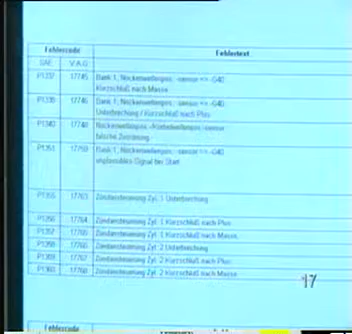 Fehlercode Fehlertext
SAE V.A.G
P1337 17745 Bank 1, Nockenwellenpos.-sensor <> -G40
Kurzschluß nach Masse
P1338 17746 Bank 1, Nockenwellenpos.-sensor <> -G40
Unterbrechung / Kurzschluß nach Plus
P1340 17748 Nockenwellenpos.-/Kurbelwellenpos.-sensor
falsche Zuordnung
P1351 17759 Bank 1, Nockenwellenpos.-sensor <> -G40
unplausibles Signal bei Start
P1355 17763 Zündansteuerung Zyl. 1 Unterbrechung
P1356 17764 Zündansteuerung Zyl. 1 Kurzschluß nach Plus
P1357 17765 Zündansteuerung Zyl. 1 Kurzschluß nach Masse
P1358 17766 Zündansteuerung Zyl. 2 Unterbrechung
P1359 17767 Zündansteuerung Zyl. 2 Kurzschluß nach Plus
P1360 17768 Zündansteuerung Zyl. 2 Kurzschluß nach Masse
17
Fehlercode